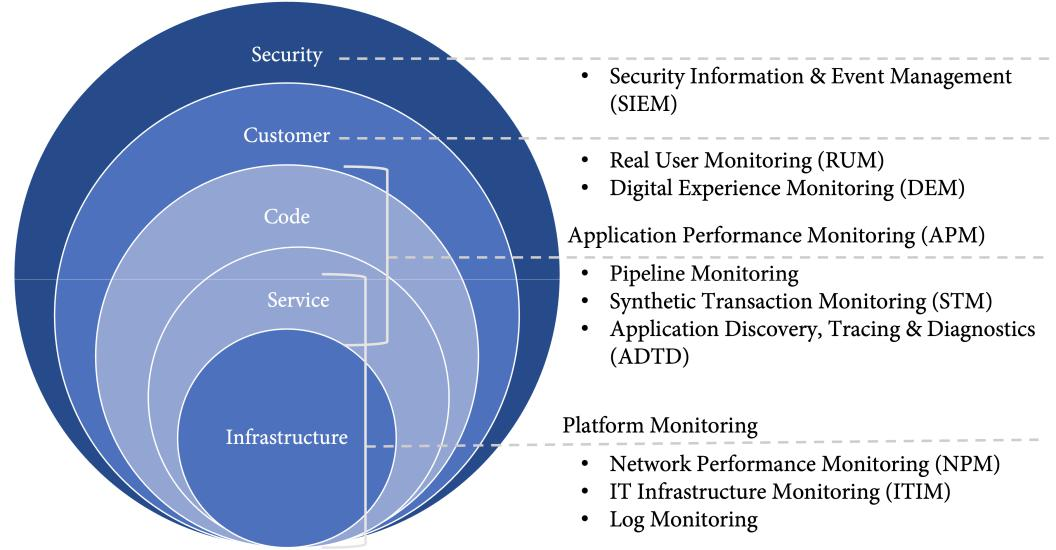 Security
• Security Information & Event Management
(SIEM)
Customer
• Real User Monitoring (RUM)
• Digital Experience Monitoring (DEM)
Code
Application Performance Monitoring (APM)
• Pipeline Monitoring
Service
• Synthetic Transaction Monitoring (STM)
• Application Discovery, Tracing & Diagnostics
(ADTD)
Infrastructure
Platform Monitoring
• Network Performance Monitoring (NPM)
• IT Infrastructure Monitoring (ITIM)
• Log Monitoring